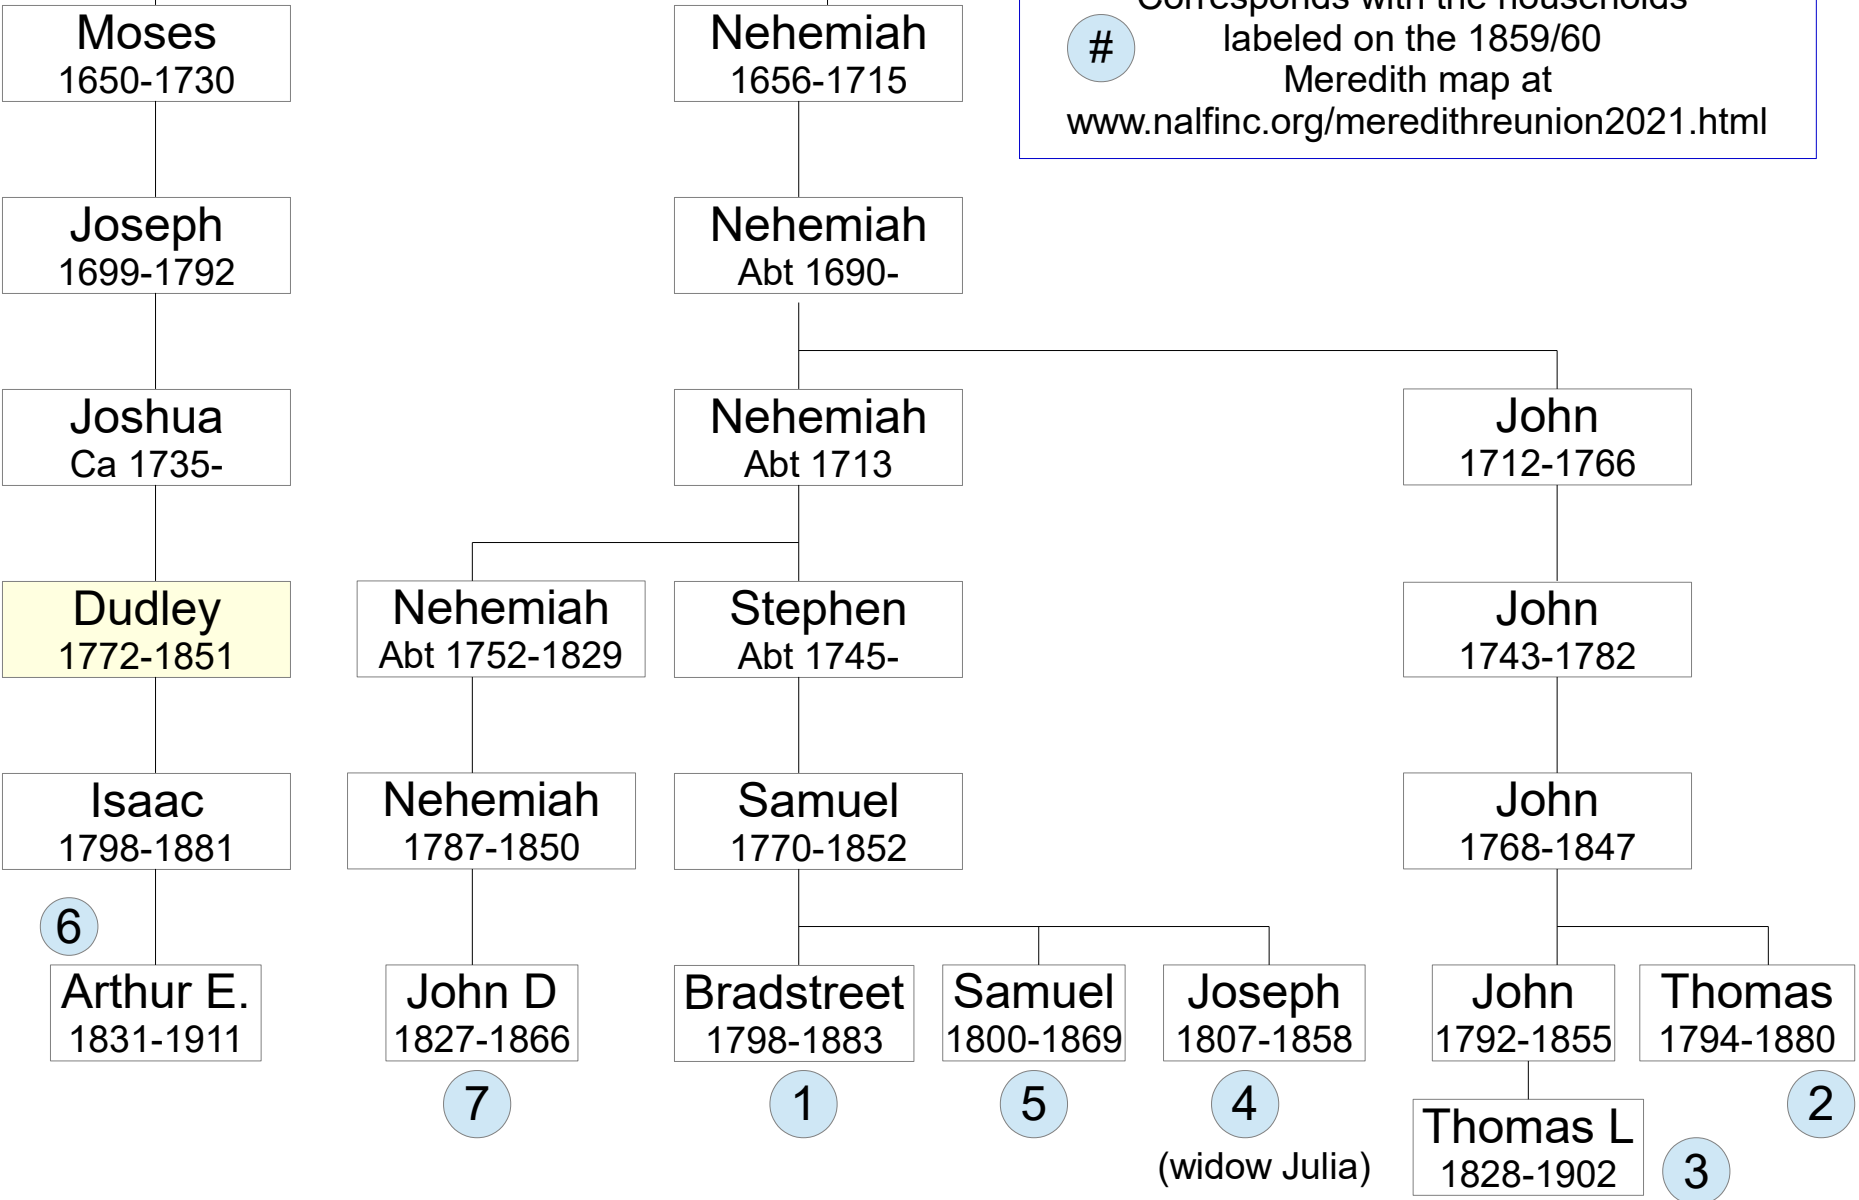 Moses
1650-1730
Nehemiah
1656-1715
Corresponds with the households
#
labeled on the 1859/60
Meredith map at
www.nalfinc.org/meredithreunion2021.html
Joseph
1699-1792
Nehemiah
Abt 1690-
Joshua
Ca 1735-
Nehemiah
Abt 1713
John
1712-1766
Dudley
1772-1851
Nehemiah
Abt 1752-1829
Stephen
Abt 1745-
John
1743-1782
Isaac
1798-1881
Nehemiah
1787-1850
Samuel
1770-1852
John
1768-1847
6
Arthur E.
1831-1911
John D
1827-1866
Bradstreet
1798-1883
Samuel
1800-1869
Joseph
1807-1858
John
1792-1855
Thomas
1794-1880
7
1
5
4
2
(widow Julia)
Thomas L
1828-1902
3